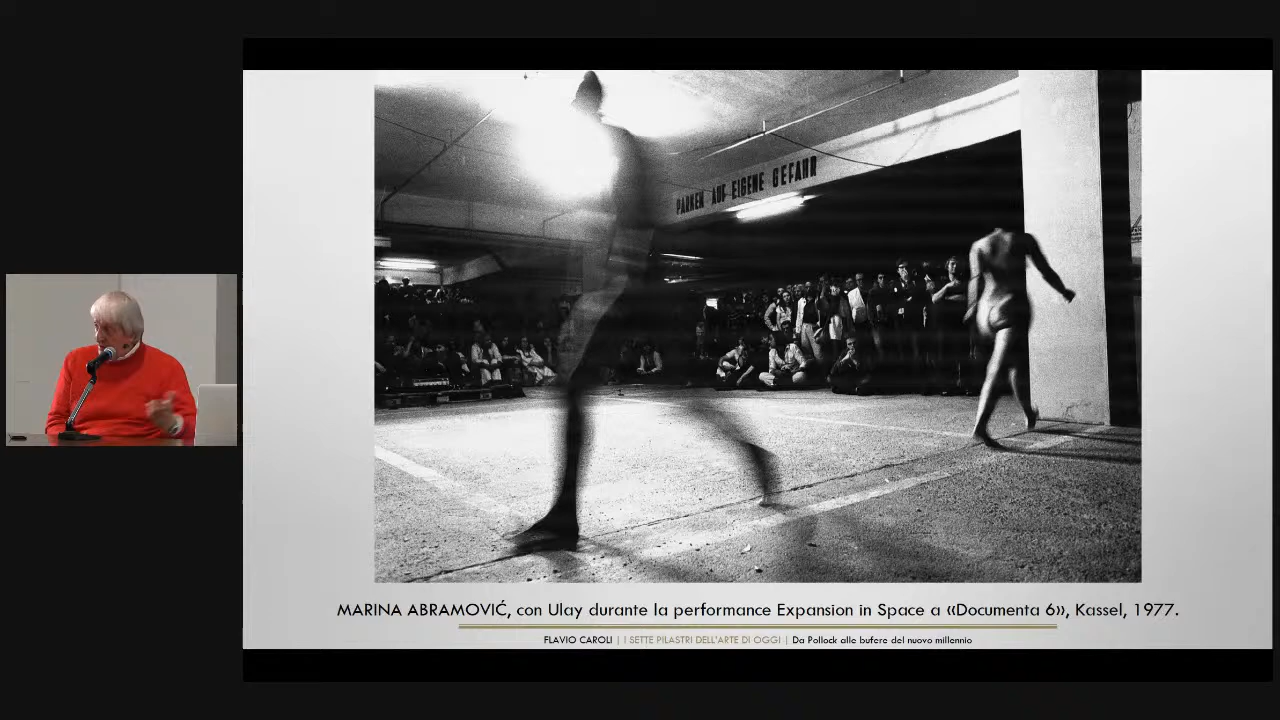 PARKEN AUF EIGENE GEFAHR
MARINA ABRAMOVIĆ, con Ulay durante la performance Expansion in Space a «Documenta 6», Kassel, 1977.
FLAVIO CAROLI | I SETTE PILASTRI DELL'ARTE DI OGGI | Da Pollock alle bufere del nuovo millennio